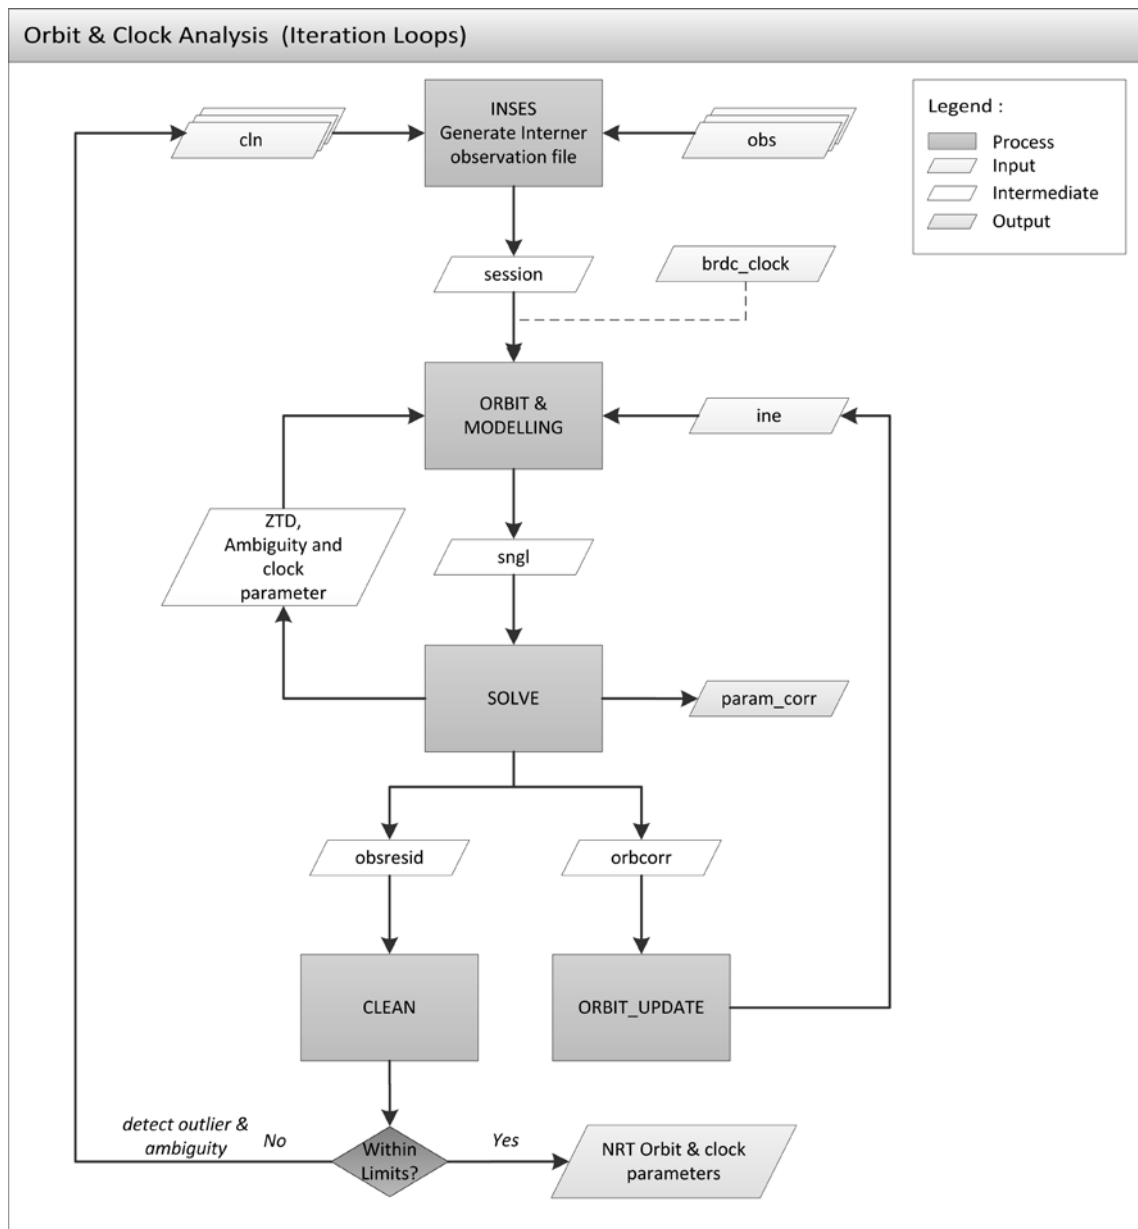 Orbit & Clock Analysis  (Iteration Loops)
cln
INSES
Generate Interner
observation file
obs
Legend :
Process
Input
Intermediate
Output
session
brdc_clock
ORBIT &
MODELLING
ine
ZTD,
Ambiguity and
clock
parameter
sngl
SOLVE
param_corr
obsresid
orbcorr
CLEAN
ORBIT_UPDATE
detect outlier &
ambiguity
No
Within
Limits?
Yes
NRT Orbit & clock
parameters